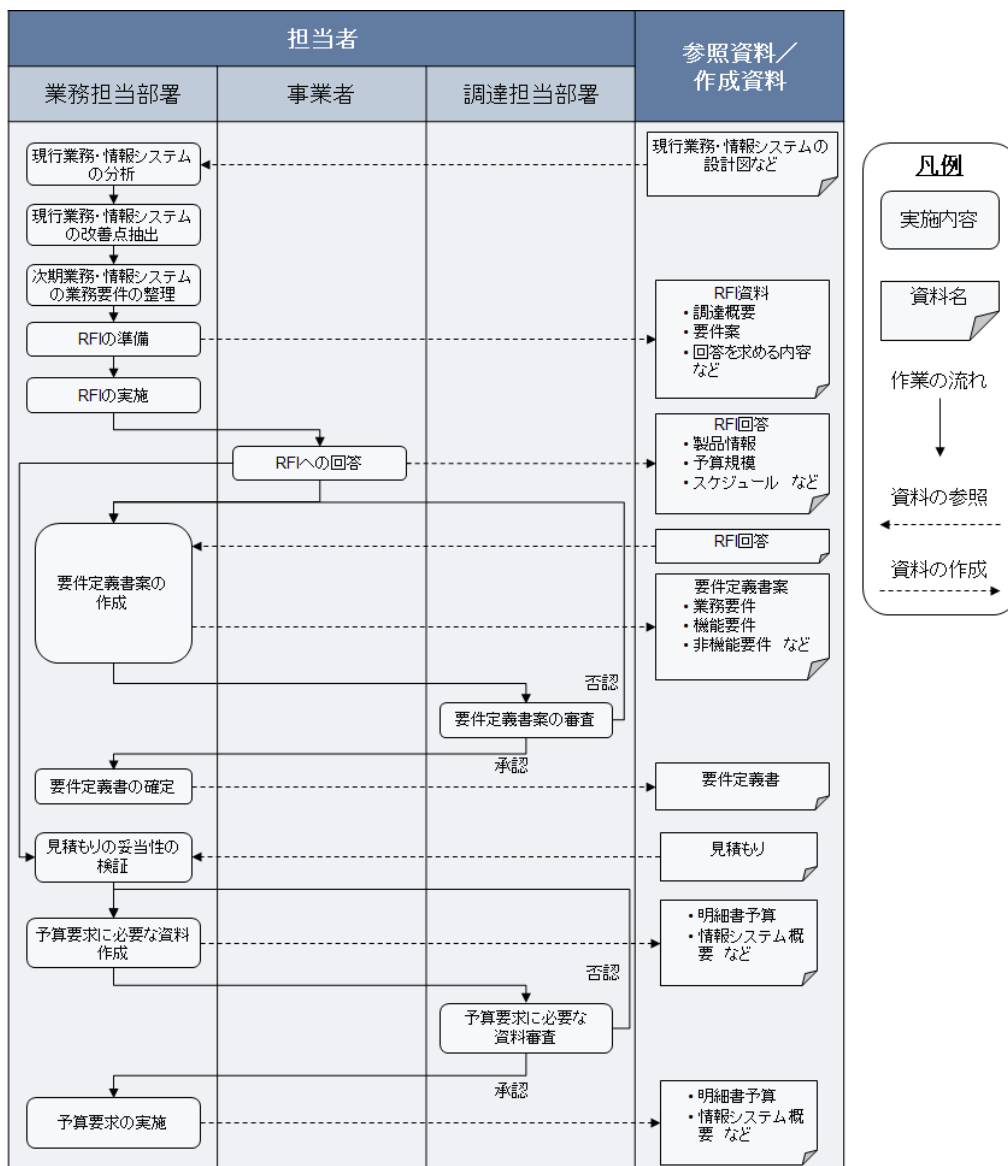 担当者
参照資料／
作成資料
業務担当部署
事業者
調達担当部署
現行業務・情報システム
の分析
現行業務・情報システムの
設計図など
現行業務・情報システム
の改善点抽出
次期業務・情報システム
の業務要件の整理
RFIの準備
RFI資料
・調達概要
・要件案
・回答を求める内容
など
RFIの実施
RFIへの回答
RFI回答
・製品情報
・予算規模
・スケジュール など
要件定義書案の
作成
RFI回答
要件定義書案
・業務要件
・機能要件
・非機能要件 など
否認
要件定義書案の審査
承認
要件定義書の確定
要件定義書
見積もりの妥当性の
検証
見積もり
予算要求に必要な資料
作成
・明細書予算
・情報システム概
要 など
否認
予算要求に必要な
資料審査
承認
予算要求の実施
・明細書予算
・情報システム概
要 など
凡例
実施内容
資料名
作業の流れ
資料の参照
資料の作成